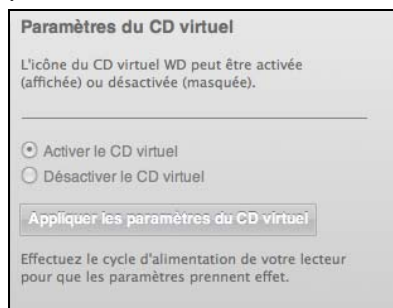 Paramètres du CD virtuel
L'icône du CD virtuel WD peut être activée
(affichée) ou désactivée (masquée).
Activer le CD virtuel
Désactiver le CD virtuel
Appliquer les paramètres du CD virtuel
Effectuez le cycle d'alimentation de votre lecteur
pour que les paramètres prennent effet.